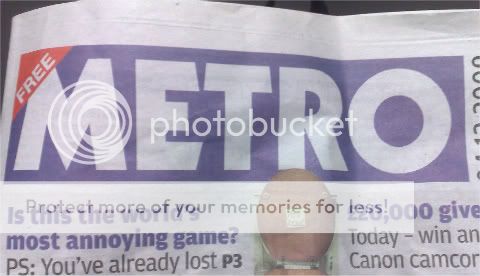 FREE
METRO
photobucket
Protect more of your memories for less!
Is this the world's
most annoying game?
PS: You've already lost P3
£20,000 give
Today – win an
Canon camcor